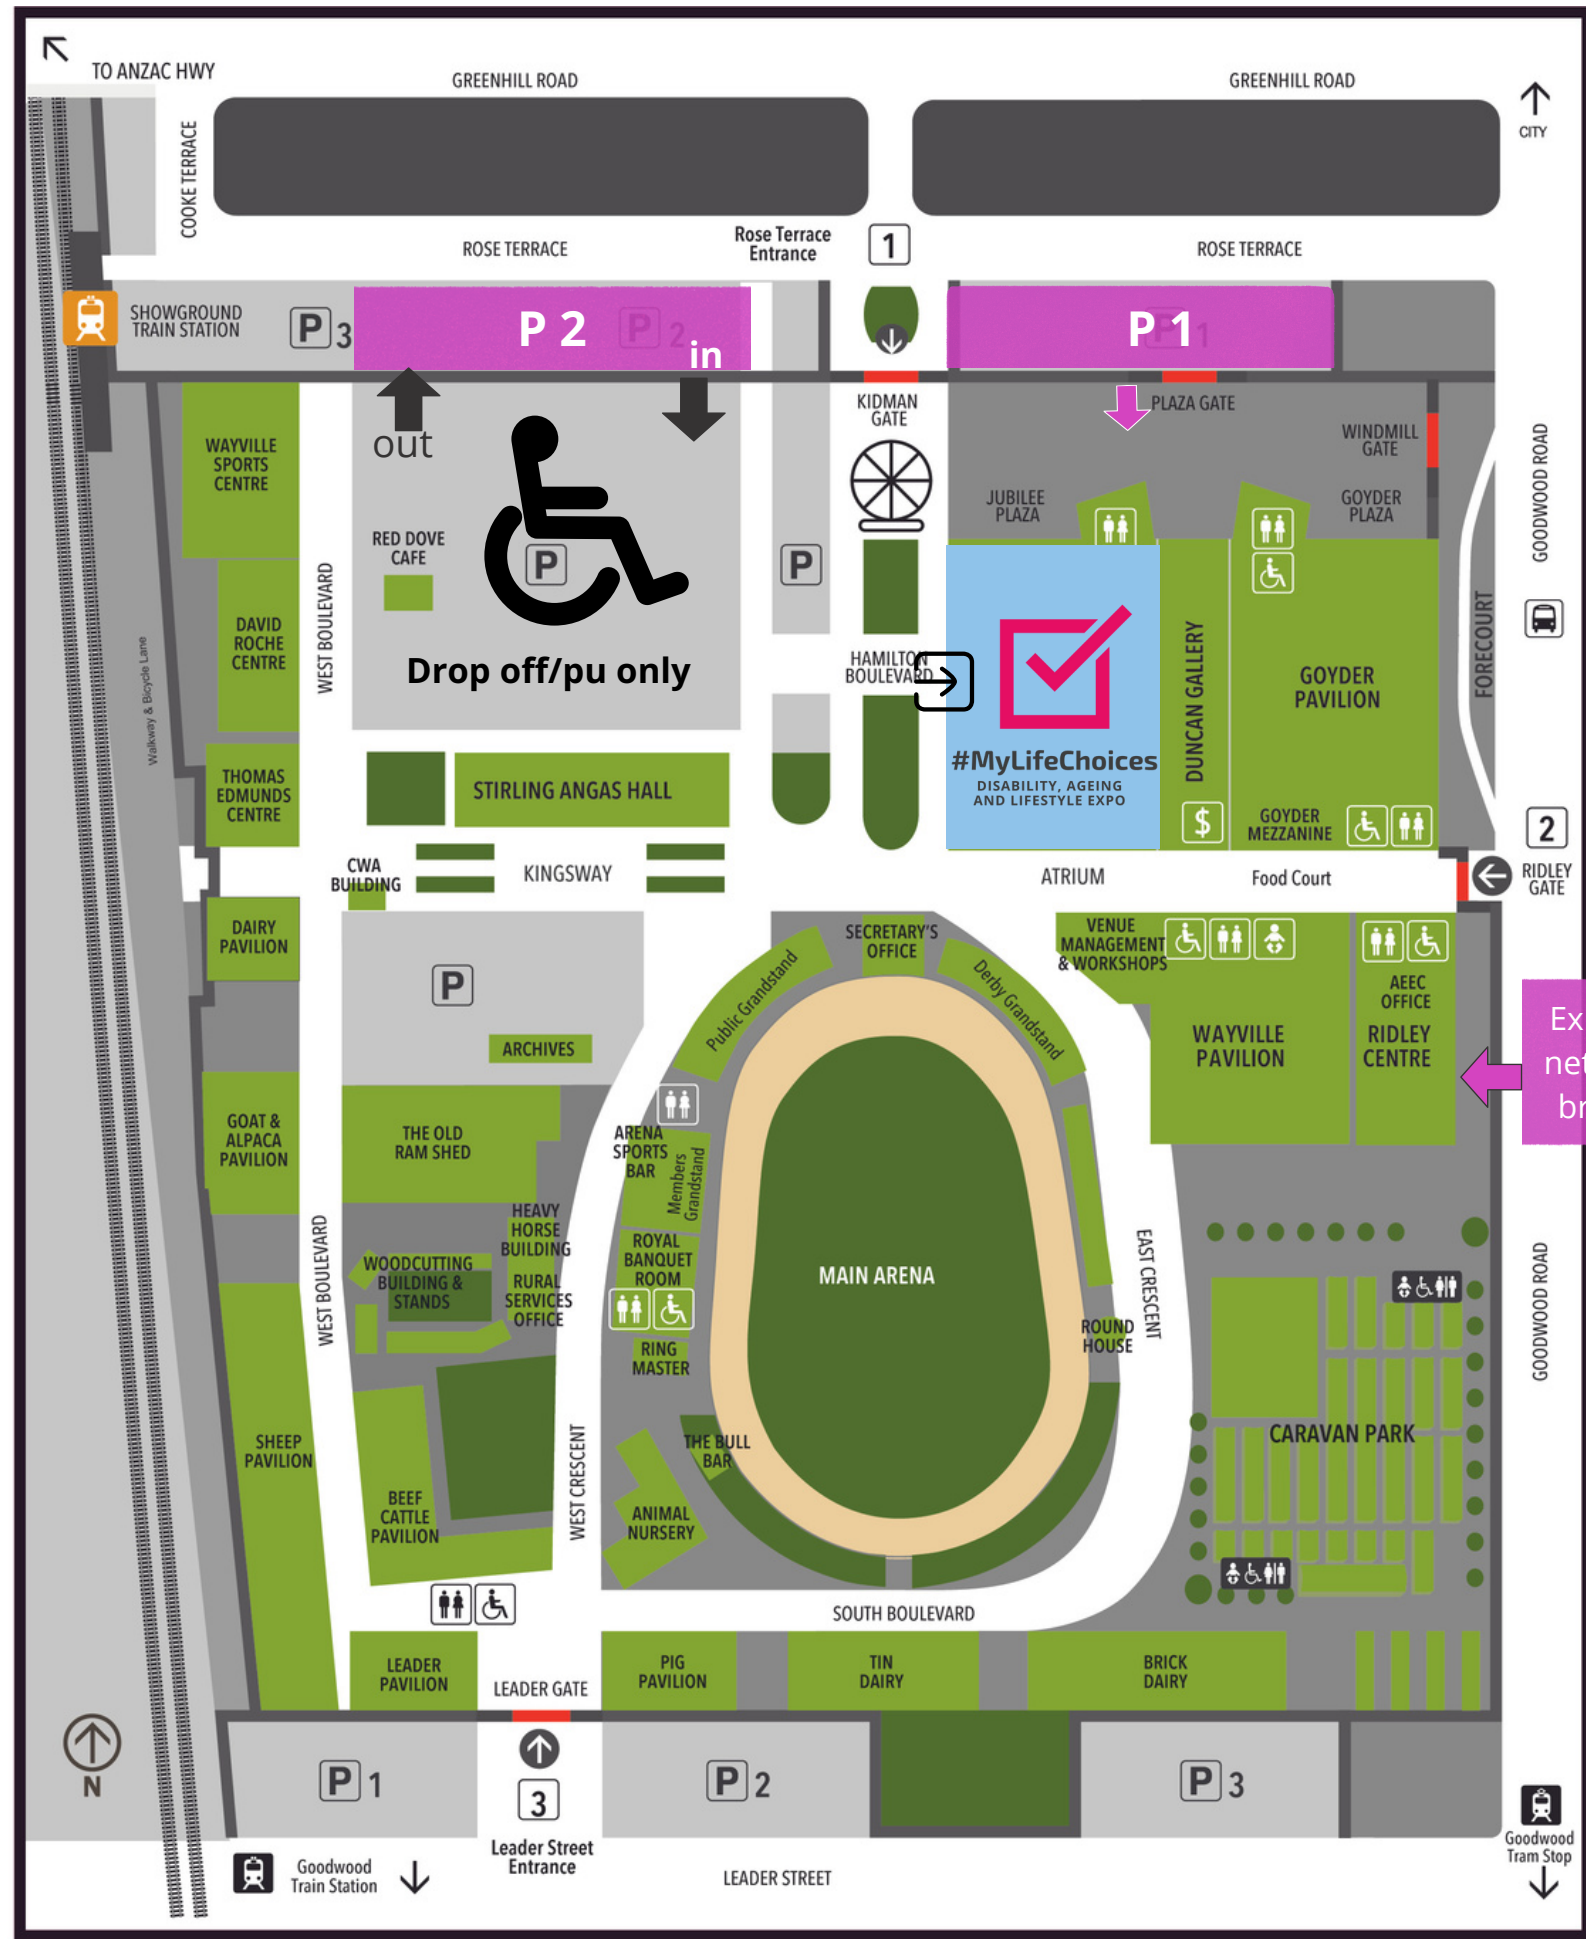 TO ANZAC HWY
GREENHILL ROAD
GREENHILL ROAD
CITY
COOKE TERRACE
ROSE TERRACE
Rose Terrace
Entrance
1
ROSE TERRACE
SHOWGROUND
TRAIN STATION
P 3
P 2
P 2
in
P 1
P 1
out
KIDMAN
GATE
PLAZA GATE
WINDMILL
GATE
WAYVILLE
SPORTS
CENTRE
JUBILEE
PLAZA
GOYDER
PLAZA
GOODWOOD ROAD
RED DOVE
CAFE
P
P
WEST BOULEVARD
DAVID
ROCHE
CENTRE
Walkway & Bicycle Lane
Drop off/pu only
HAMILTON
BOULEVARD
DUNCAN GALLERY
GOYDER
PAVILION
FORECOURT
#MyLifeChoices
DISABILITY, AGEING
AND LIFESTYLE EXPO
THOMAS
EDMUNDS
CENTRE
STIRLING ANGAS HALL
$
GOYDER
MEZZANINE
2
RIDLEY
GATE
CWA
BUILDING
KINGSWAY
ATRIUM
Food Court
DAIRY
PAVILION
P
SECRETARY'S
OFFICE
Public Grandstand
Derby Grandstand
VENUE
MANAGEMENT
& WORKSHOPS
AEEC
OFFICE
WAYVILLE
PAVILION
RIDLEY
CENTRE
Ex
net
br
ARCHIVES
GOAT &
ALPACA
PAVILION
THE OLD
RAM SHED
ARENA
SPORTS
BAR
Members
Grandstand
HEAVY
HORSE
BUILDING
ROYAL
BANQUET
ROOM
WOODCUTTING
BUILDING &
STANDS
RURAL
SERVICES
OFFICE
MAIN ARENA
EAST CRESCENT
WEST BOULEVARD
GOODWOOD ROAD
ROUND
HOUSE
RING
MASTER
CARAVAN PARK
SHEEP
PAVILION
THE BULL
BAR
BEEF
CATTLE
PAVILION
WEST CRESCENT
ANIMAL
NURSERY
SOUTH BOULEVARD
LEADER
PAVILION
LEADER GATE
PIG
PAVILION
TIN
DAIRY
BRICK
DAIRY
N
P 1
3
P 2
P 3
Leader Street
Entrance
Goodwood
Train Station
LEADER STREET
Goodwood
Tram Stop